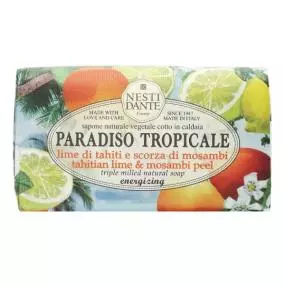 NESTI
DANTE
Firenze
MADE WITH
LOVE AND CARE
SINCE 1947
MADE IN ITALY
sapone naturale vegetale cotto in caldaia
PARADISO TROPICALE
lime di tahiti e scorza di mosambi
tahitian lime & mosambi peel
triple milled natural soap
energizing